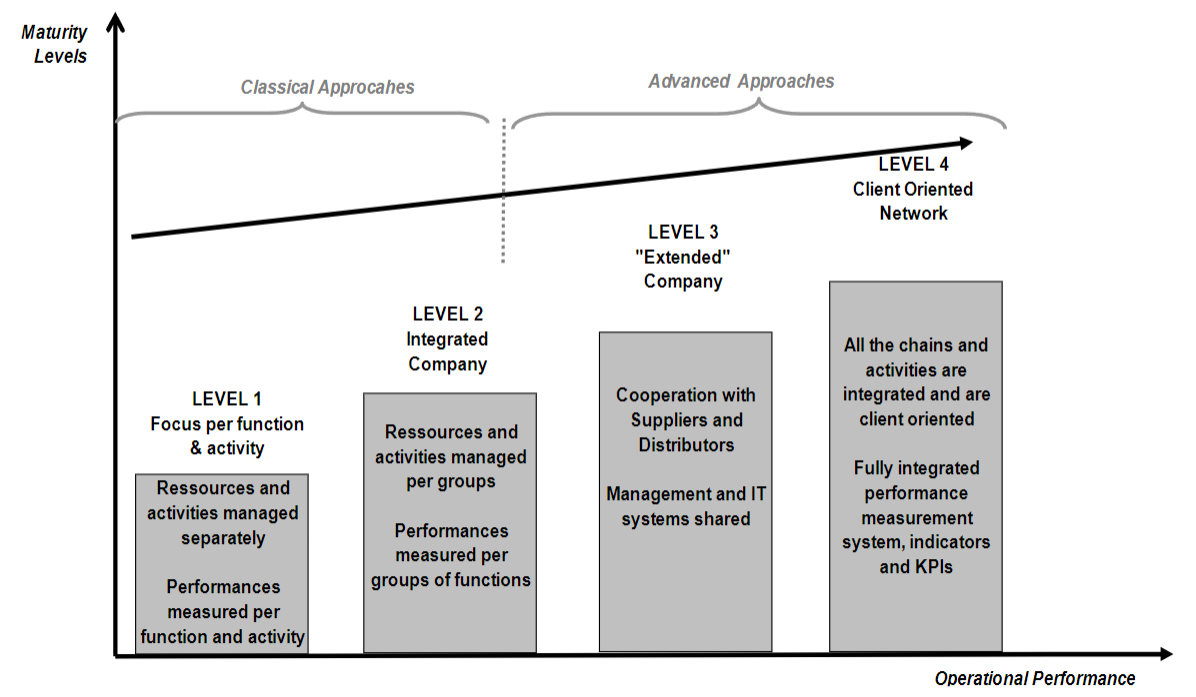 Maturity
Levels
Classical Approcahes
Advanced Approaches
LEVEL 1
Focus per function
& activity
Ressources and
activities managed
separately
Performances
measured per
function and activity
LEVEL 2
Integrated
Company
Ressources and
activities managed
per groups
Performances
measured per
groups of functions
LEVEL 3
"Extended"
Company
Cooperation with
Suppliers and
Distributors
Management and IT
systems shared
LEVEL 4
Client Oriented
Network
All the chains and
activities are
integrated and are
client oriented
Fully integrated
performance
measurement
system, indicators
and KPIs
Operational Performance